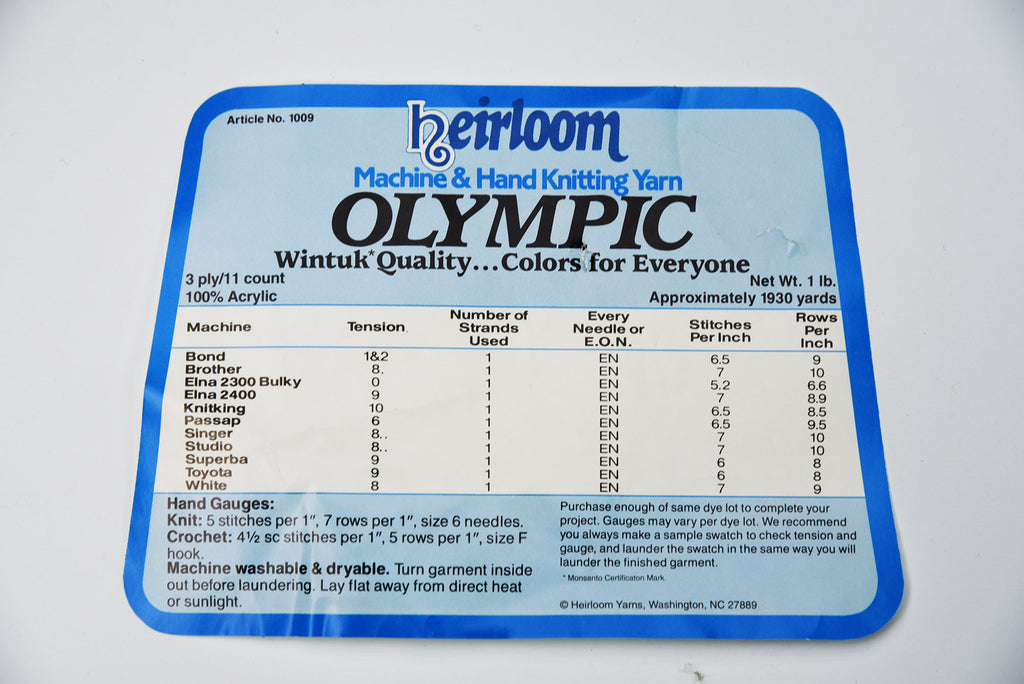 Article No. 1009
heirloom
Machine & Hand Knitting Yarn
OLYMPIC
Wintuk* Quality...Colors for Everyone
3 ply/11 count
100% Acrylic
Net Wt. 1 lb.
Approximately 1930 yards
Machine Tension. Number of Strands Used Every Needle or E.O.N. Stitches Per Inch Rows Per Inch
Bond 1&2 1 EN 6.5 9
Brother 8. 1 EN 7 10
Elna 2300 Bulky 0 1 EN 5.2 6.6
Elna 2400 9 1 EN 7 8.9
Knitking 10 1 EN 6.5 8.5
Passap 6 1 EN 6.5 9.5
Singer 8.. 1 EN 7 10
Studio 8.. 1 EN 7 10
Superba 9 1 EN 6 8
Toyota 9 1 EN 6 8
White 8 1 EN 7 9
Hand Gauges:
Knit: 5 stitches per 1", 7 rows per 1", size 6 needles.
Crochet: 4½ sc stitches per 1", 5 rows per 1", size F
hook.
Machine washable & dryable. Turn garment inside
out before laundering. Lay flat away from direct heat
or sunlight.
Purchase enough of same dye lot to complete your
project. Gauges may vary per dye lot. We recommend
you always make a sample swatch to check tension and
gauge, and launder the swatch in the same way you will
launder the finished garment.
* Monsanto Certificaton Mark.
© Heirloom Yarns, Washington, NC 27889